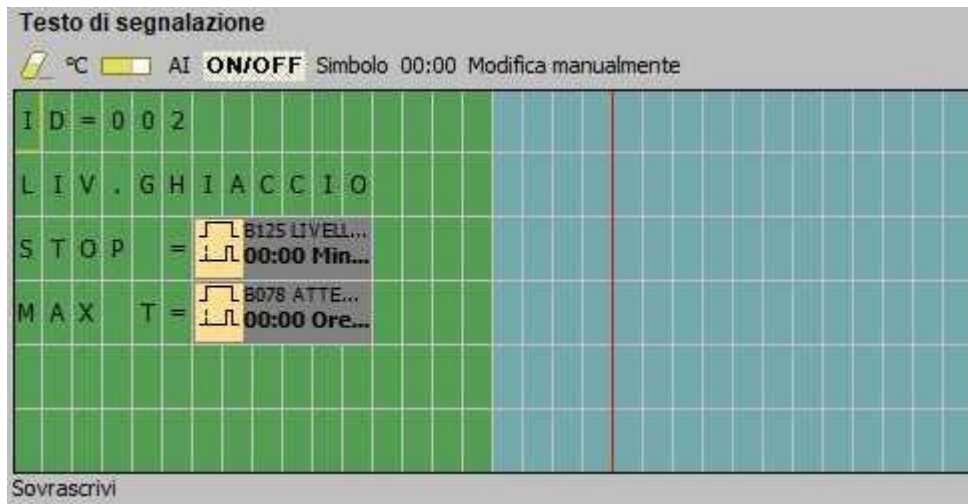 Testo di segnalazione
°C AI ON/OFF Simbolo 00:00 Modifica manualmente
ID=002
LIV.GHIACCIO
STOP = B125 LIVELL...
00:00 Min...
MAX T= B078 ATTE...
00:00 Ore...
Sovrascrivi